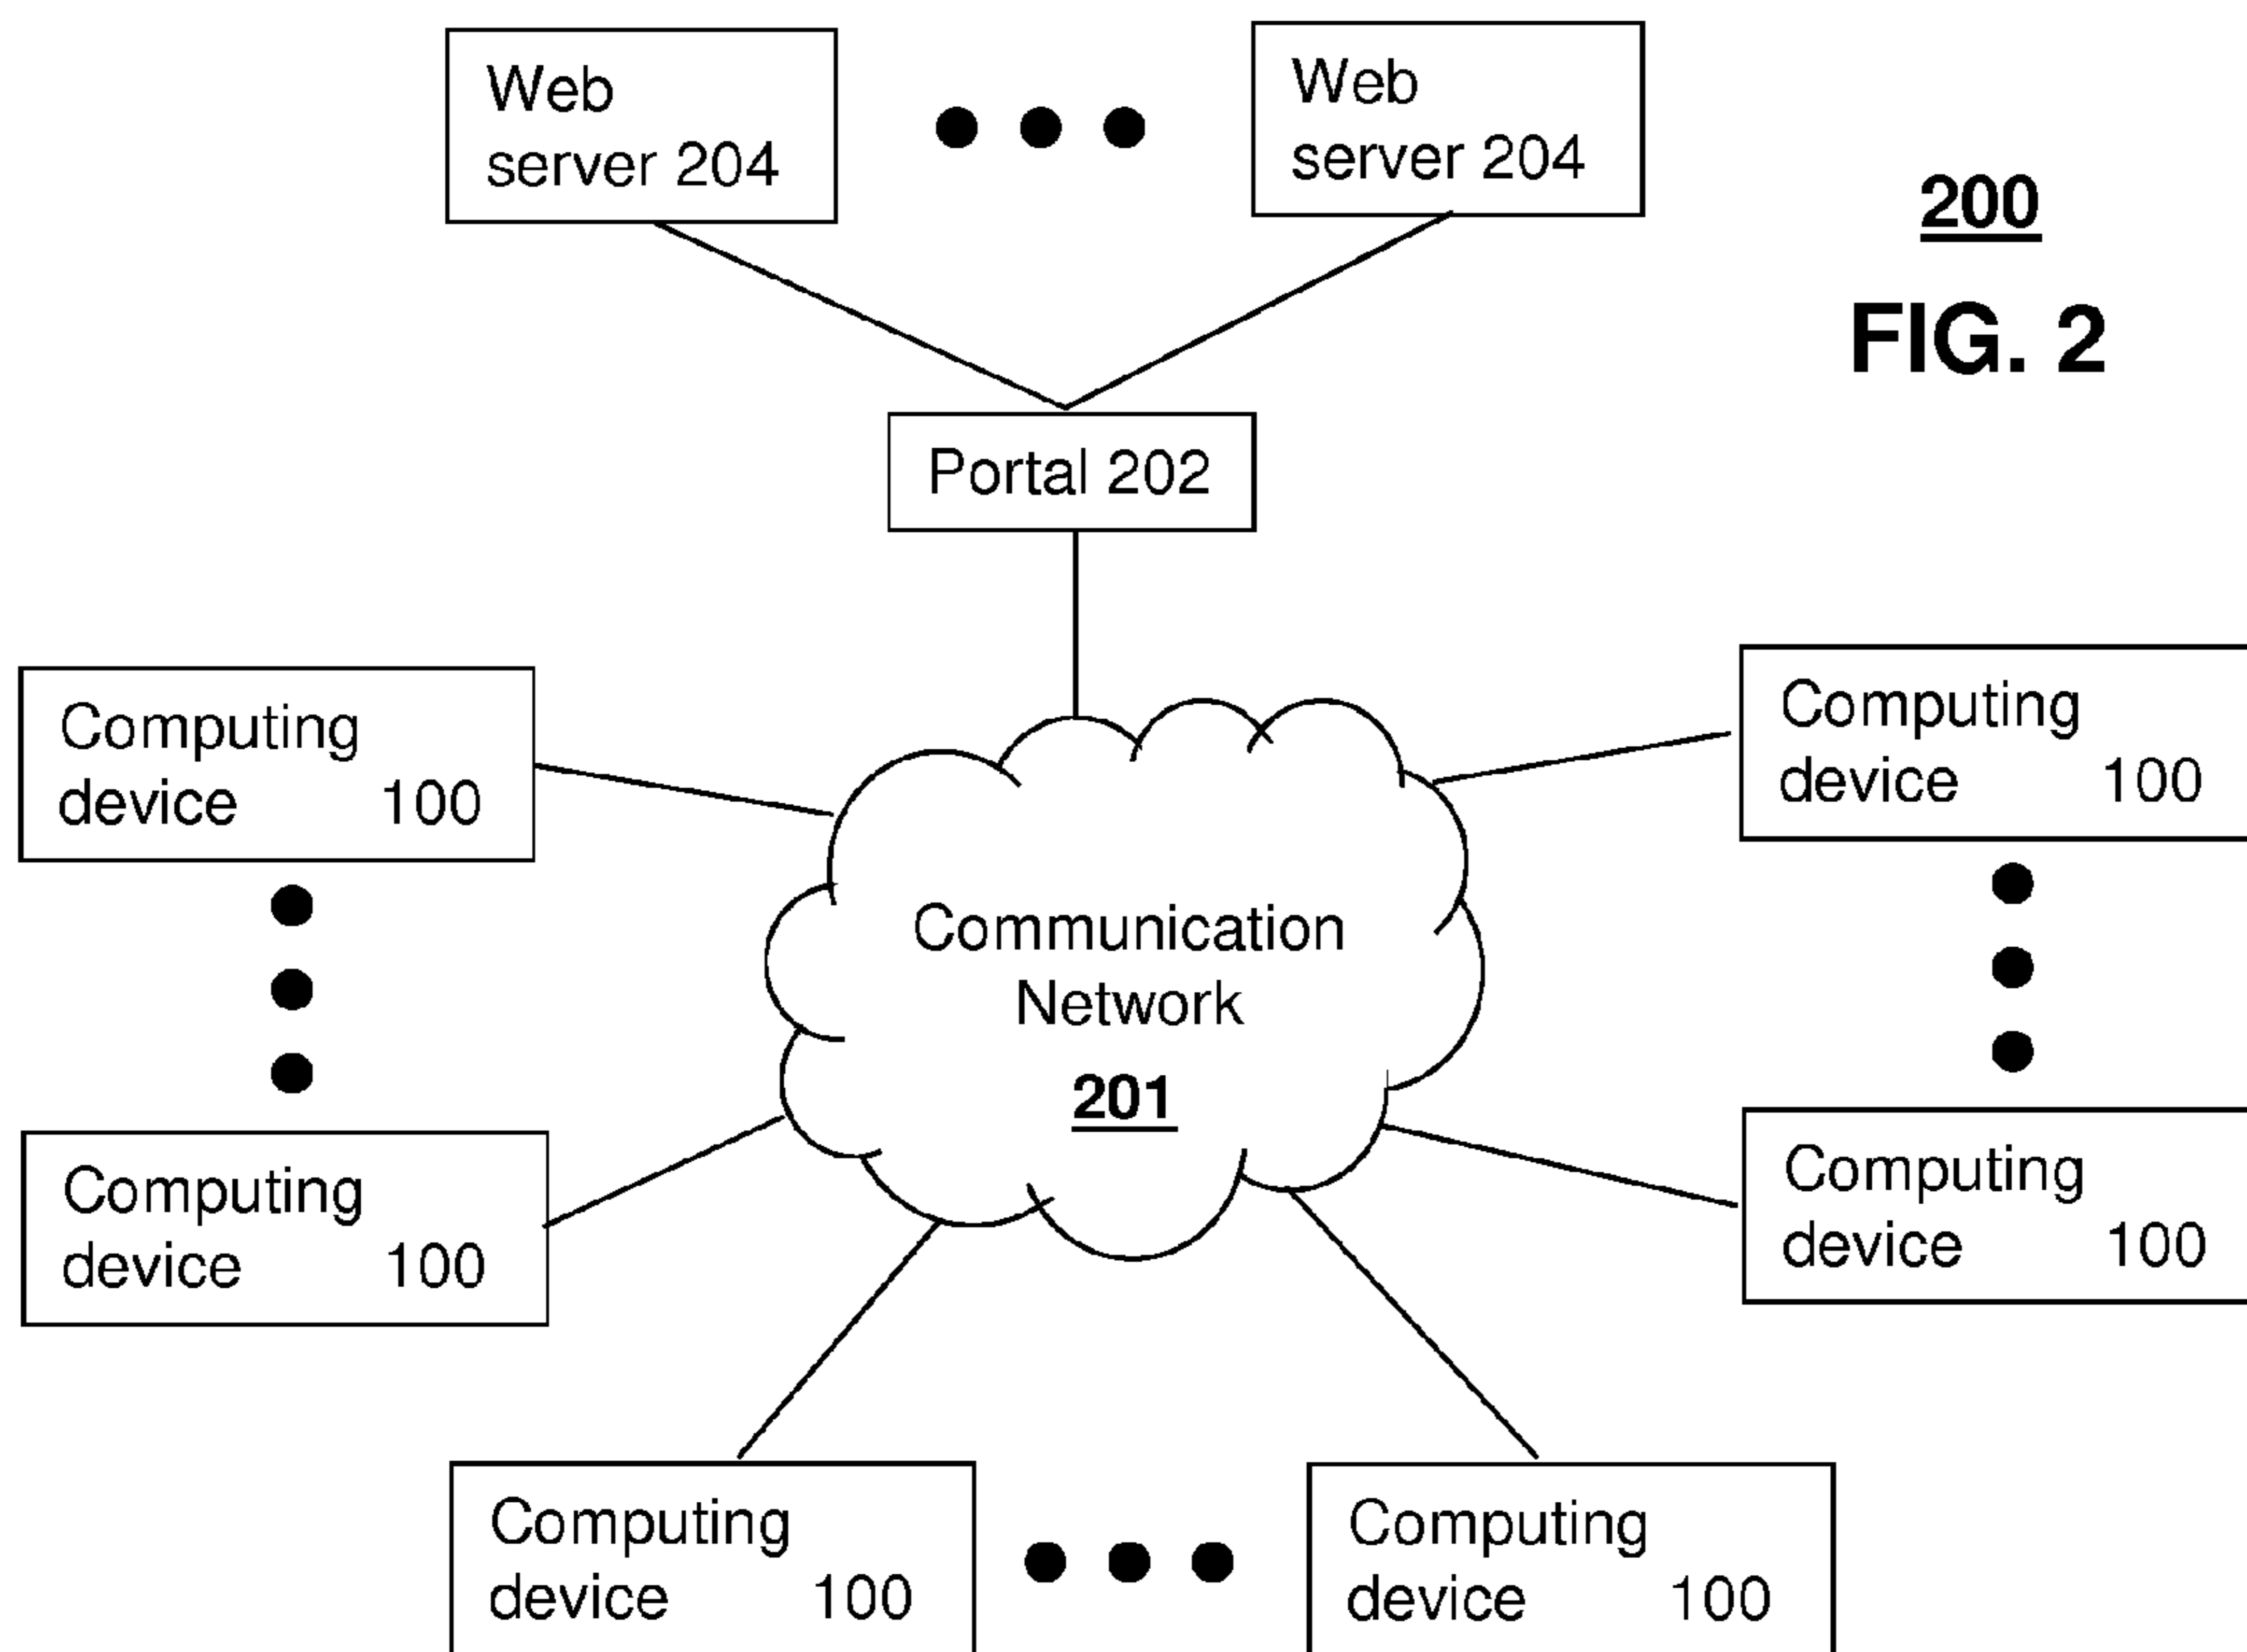 Web
server 204
Web
server 204
200
FIG. 2
Portal 202
Computing
device 100
Computing
device 100
Communication
Network
201
Computing
device 100
Computing
device 100
Computing
device 100
Computing
device 100